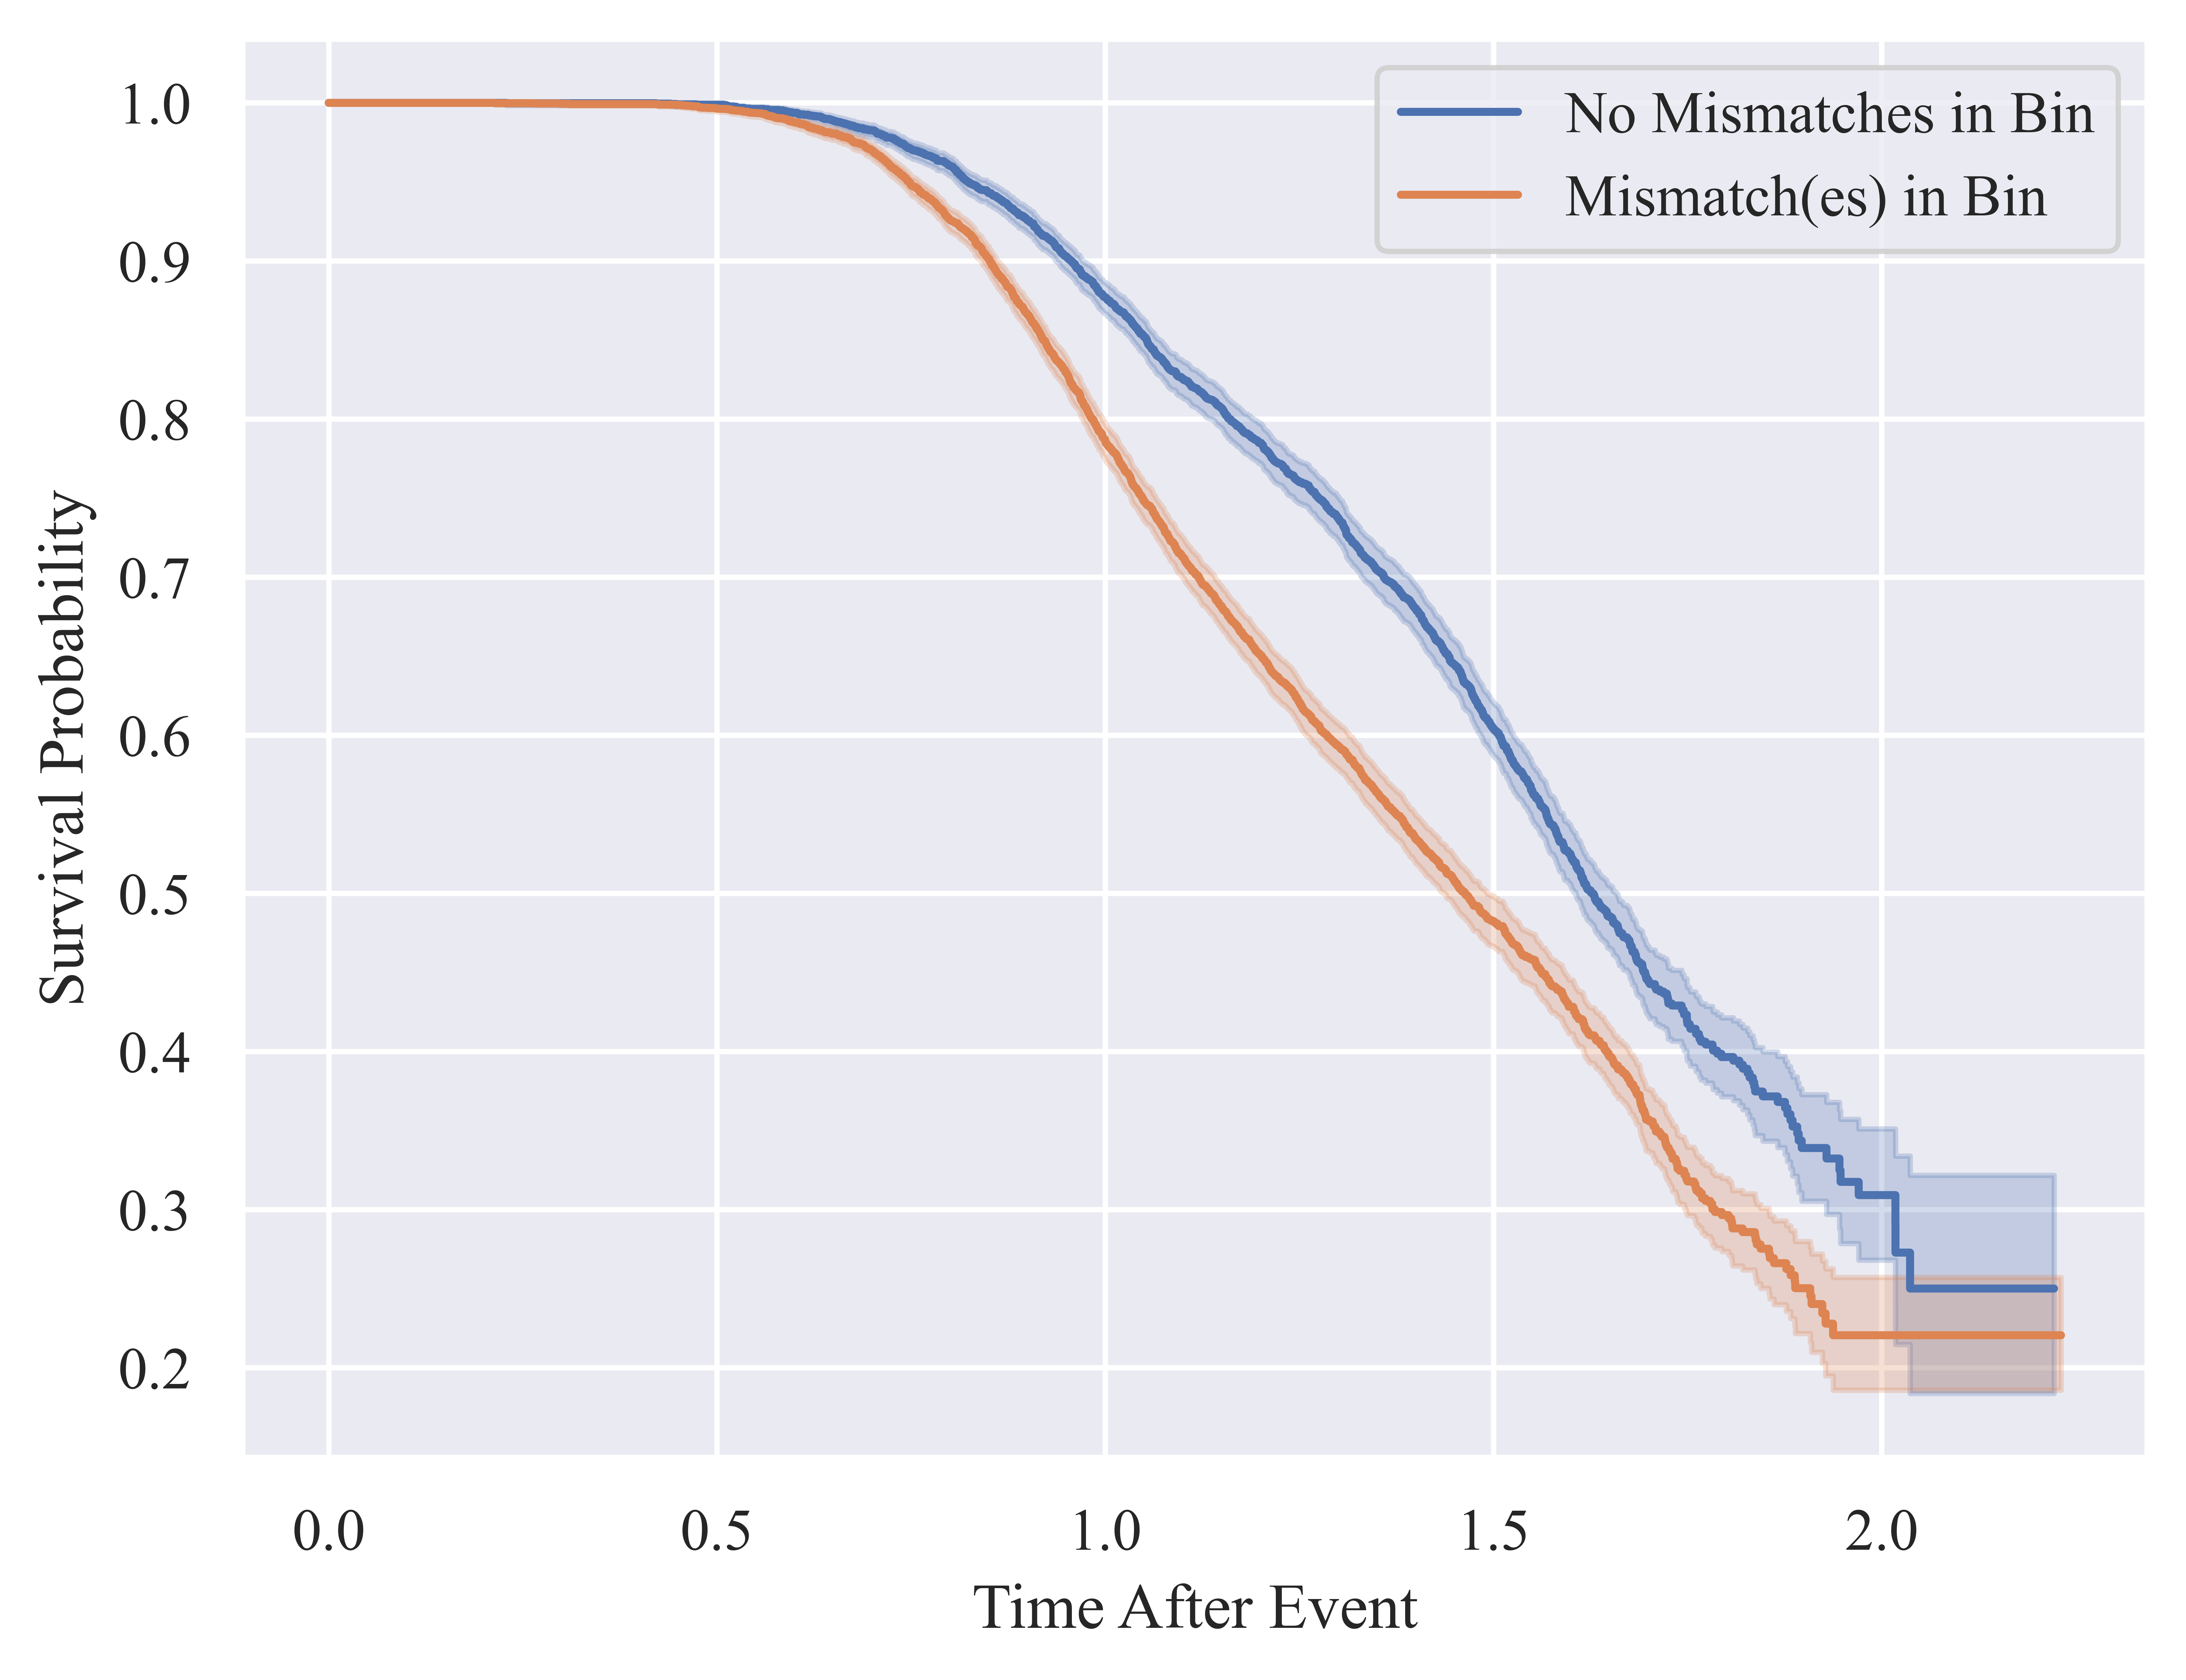 No Mismatches in Bin
Mismatch(es) in Bin
Survival Probability
1.0
0.9
0.8
0.7
0.6
0.5
0.4
0.3
0.2
0.0 0.5 1.0 1.5 2.0
Time After Event